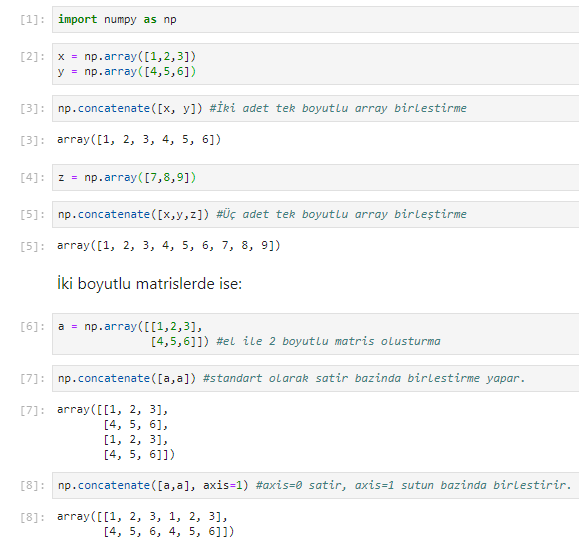 [1]: import numpy as np
[2]: x = np.array([1,2,3])
y = np.array([4,5,6])
[3]: np.concatenate([x, y]) #İki adet tek boyutlu array birlestirme
[3]: array([1, 2, 3, 4, 5, 6])
[4]: z = np.array([7,8,9])
[5]: np.concatenate([x,y,z]) #Üç adet tek boyutlu array birleştirme
[5]: array([1, 2, 3, 4, 5, 6, 7, 8, 9])
İki boyutlu matrislerde ise:
[6]: a = np.array([[1,2,3],
[4,5,6]]) #el ile 2 boyutlu matris olusturma
[7]: np.concatenate([a,a]) #standart olarak satir bazinda birlestirme yapar.
[7]: array([[1, 2, 3],
[4, 5, 6],
[1, 2, 3],
[4, 5, 6]])
[8]: np.concatenate([a,a], axis=1) #axis=0 satir, axis=1 sutun bazinda birlestirir.
[8]: array([[1, 2, 3, 1, 2, 3],
[4, 5, 6, 4, 5, 6]])